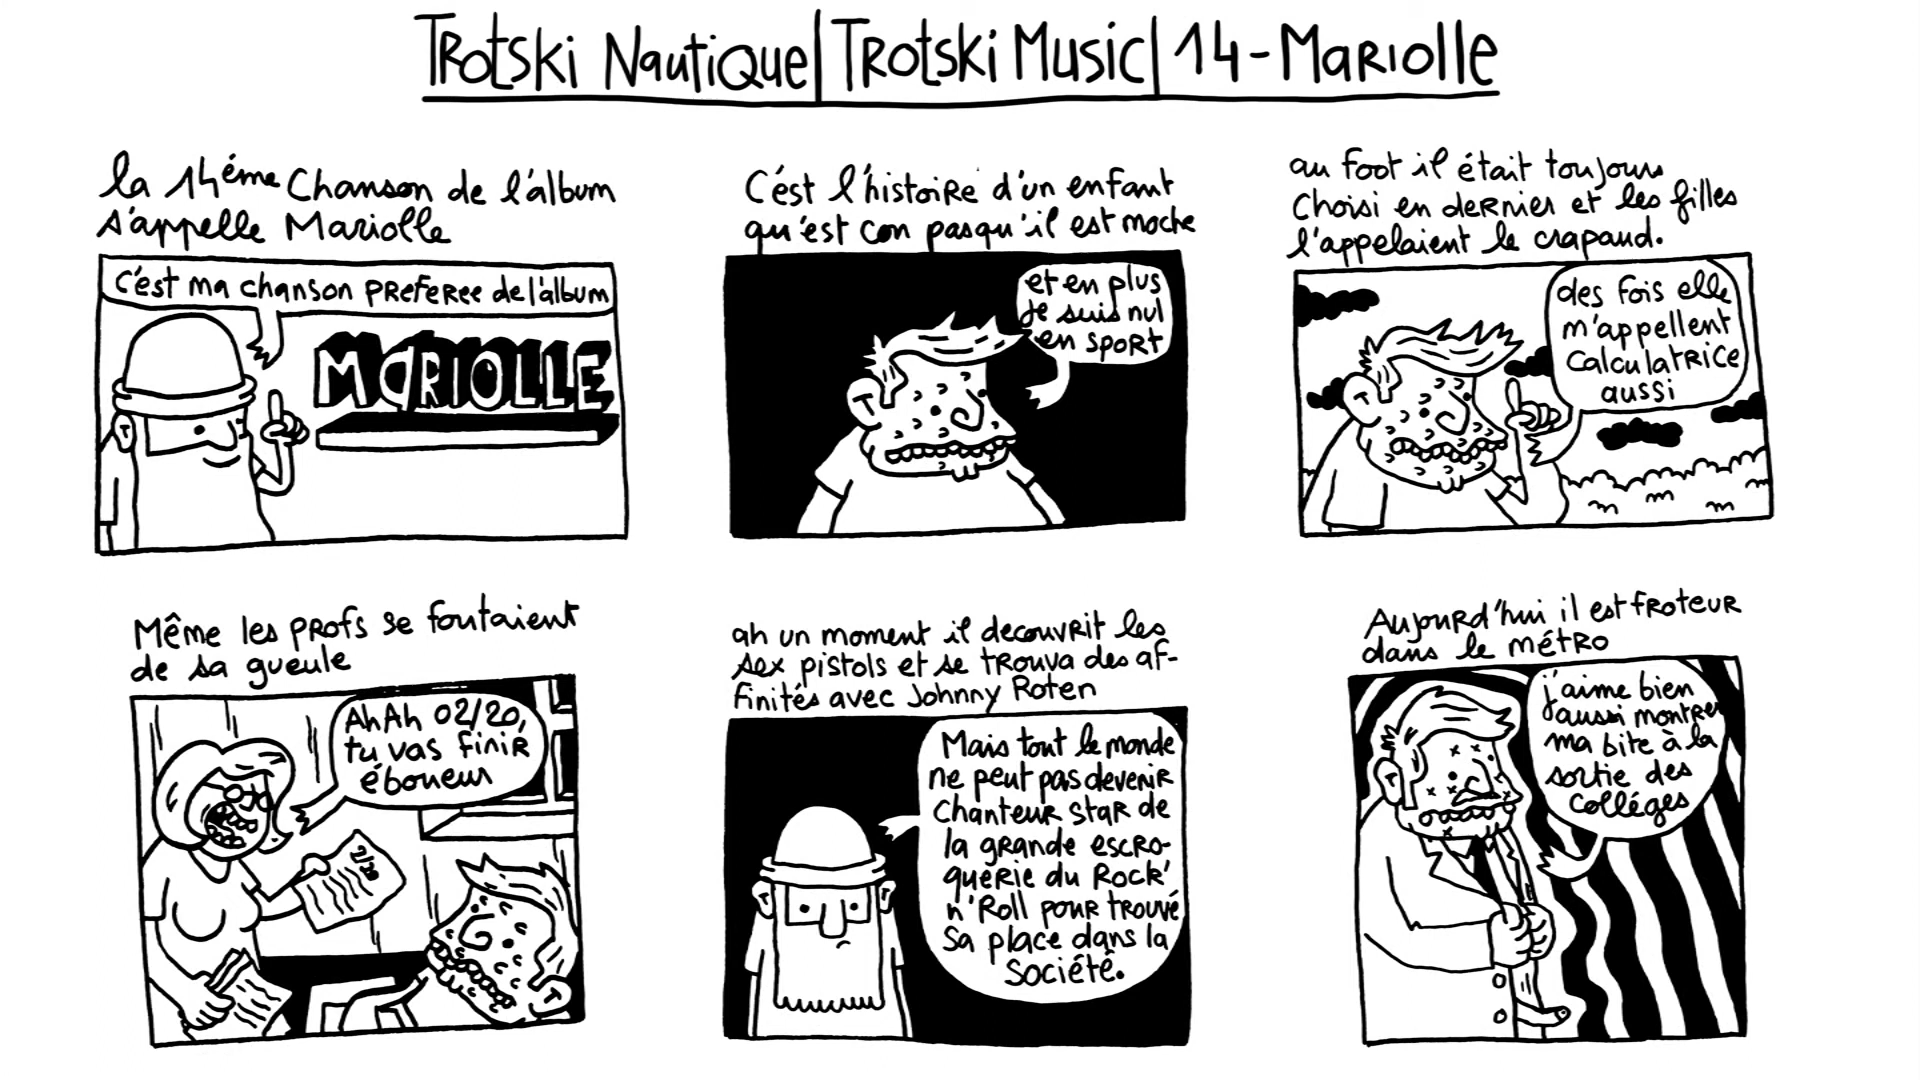 Trotski Nautique | Trotski Music | 14 - Mariolle
la 14ème Chanson de l'album
s'appelle Mariolle
C'est ma chanson preferee de l'album
MARIOLLE
C'est l'histoire d'un enfant
qu'est con pasqu'il est moche
et en plus
je suis nul
en sport
au foot il était toujours
choisi en dernier et les filles
l'appelaient le crapaud.
des fois elle
m'appellent
calculatrice
aussi
Même les profs se foutaient
de sa gueule
Ah Ah 02/20,
tu vas finir
éboueur
2/20
ah un moment il decouvrit les
sex pistols et se trouva des af-
finités avec Johnny Roten
Mais tout le monde
ne peut pas devenir
chanteur star de
la grande escro-
querie du Rock'
n'Roll pour trouvé
sa place dans la
société.
Aujourd'hui il est froteur
dans le métro
j'aime bien
aussi montrer
ma bite à la
sortie des
colléges